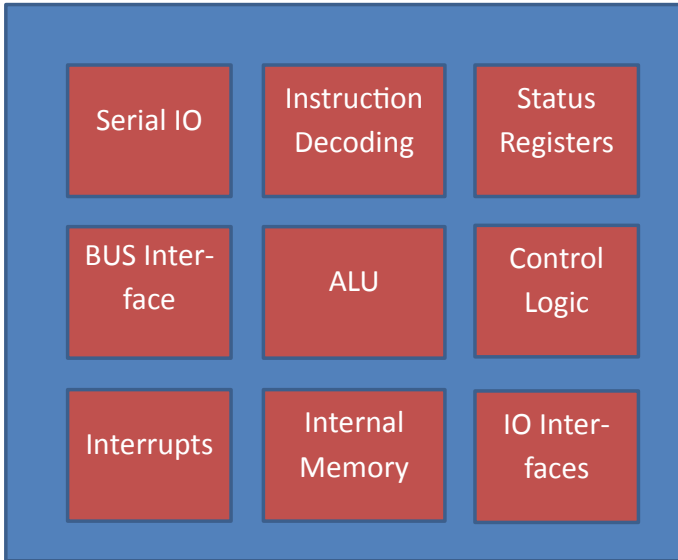 Serial IO
Instruction
Decoding
Status
Registers
BUS Inter-
face
ALU
Control
Logic
Interrupts
Internal
Memory
IO Inter-
faces